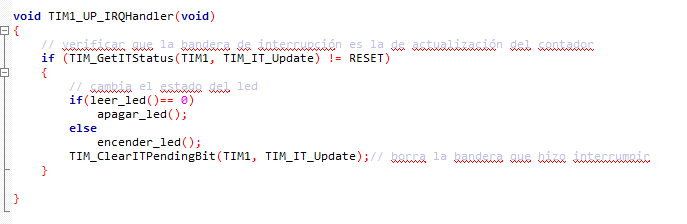 void TIM1_UP_IRQHandler(void)
{
// verificar que la bandera de interrupción es la de actualización del contador
if (TIM_GetITStatus(TIM1, TIM_IT_Update) != RESET)
{
// cambia el estado del led
if(leer_led()== 0)
apagar_led();
else
encender_led();
TIM_ClearITPendingBit(TIM1, TIM_IT_Update);// borra la bandera que hizo interrumpir
}
}